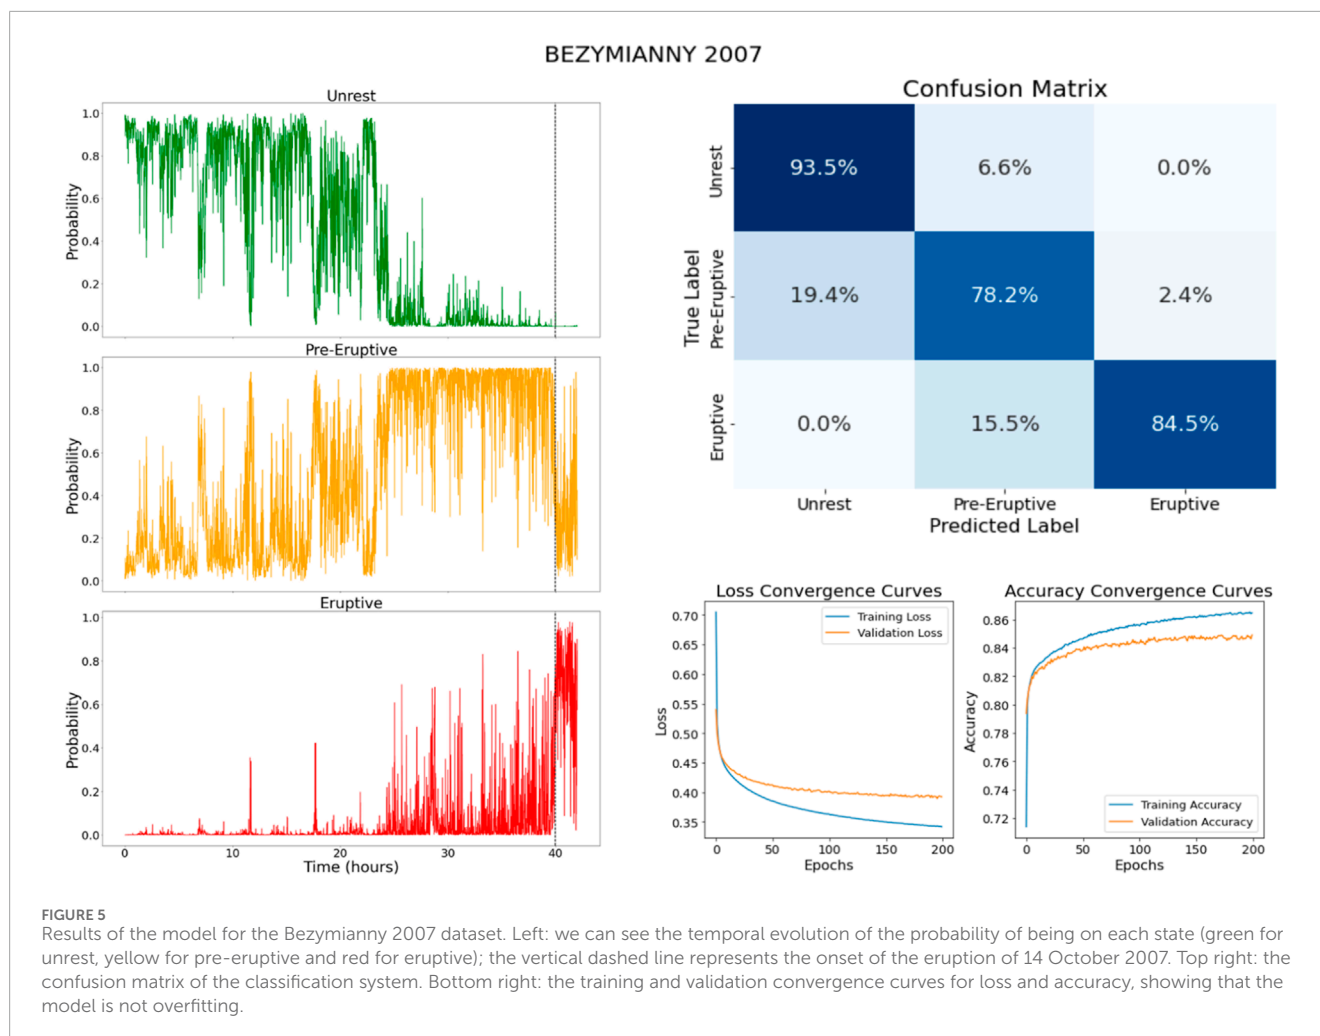 BEZYMIANNY 2007
Unrest
1.0
0.8
0.6
0.4
0.2
0.0
Probability
Pre-Eruptive
1.0
0.8
0.6
0.4
0.2
0.0
Probability
Eruptive
1.0
0.8
0.6
0.4
0.2
0.0
Probability
0 10 20 30 40
Time (hours)
Confusion Matrix
True Label
Unrest
93.5% 6.6% 0.0%
Pre-Eruptive
19.4% 78.2% 2.4%
Eruptive
0.0% 15.5% 84.5%
Unrest Pre-Eruptive Eruptive
Predicted Label
Loss Convergence Curves
Training Loss
Validation Loss
0.70
0.65
0.60
0.55
0.50
0.45
0.40
0.35
Loss
0 50 100 150 200
Epochs
Accuracy Convergence Curves
0.86
0.84
0.82
0.80
0.78
0.76
0.74
0.72
Accuracy
Training Accuracy
Validation Accuracy
0 50 100 150 200
Epochs
FIGURE 5
Results of the model for the Bezymianny 2007 dataset. Left: we can see the temporal evolution of the probability of being on each state (green for
unrest, yellow for pre-eruptive and red for eruptive); the vertical dashed line represents the onset of the eruption of 14 October 2007. Top right: the
confusion matrix of the classification system. Bottom right: the training and validation convergence curves for loss and accuracy, showing that the
model is not overfitting.